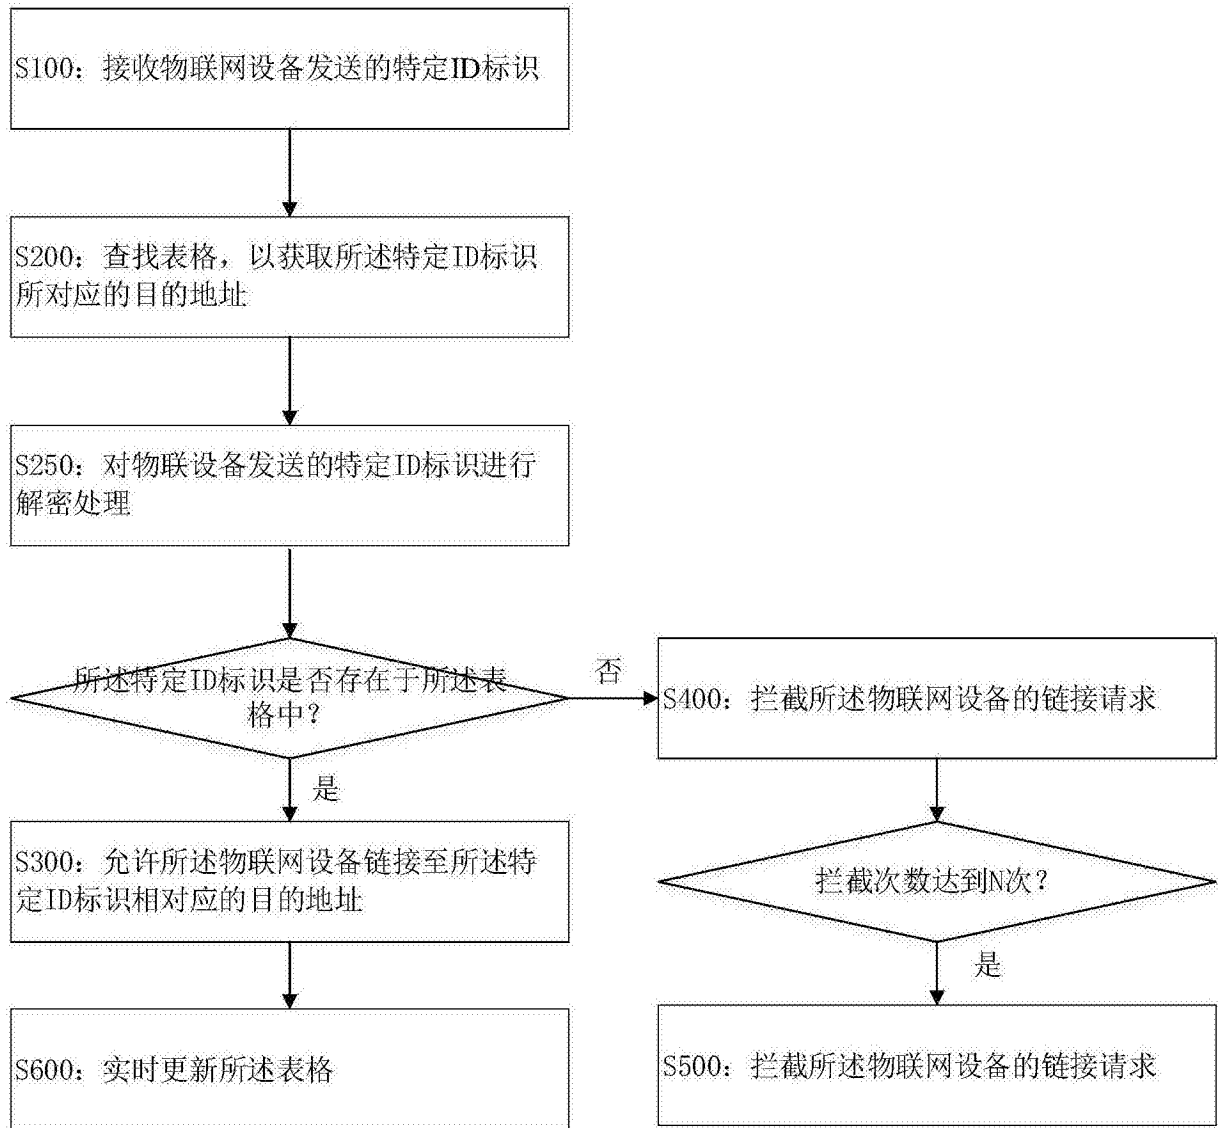 S100：接收物联网设备发送的特定ID标识
S200：查找表格，以获取所述特定ID标识
所对应的目的地址
S250：对物联设备发送的特定ID标识进行
解密处理
所述特定ID标识是否存在于所述表
格中？
否
S400：拦截所述物联网设备的链接请求
是
S300：允许所述物联网设备链接至所述特
定ID标识相对应的目的地址
拦截次数达到N次？
是
S600：实时更新所述表格
S500：拦截所述物联网设备的链接请求